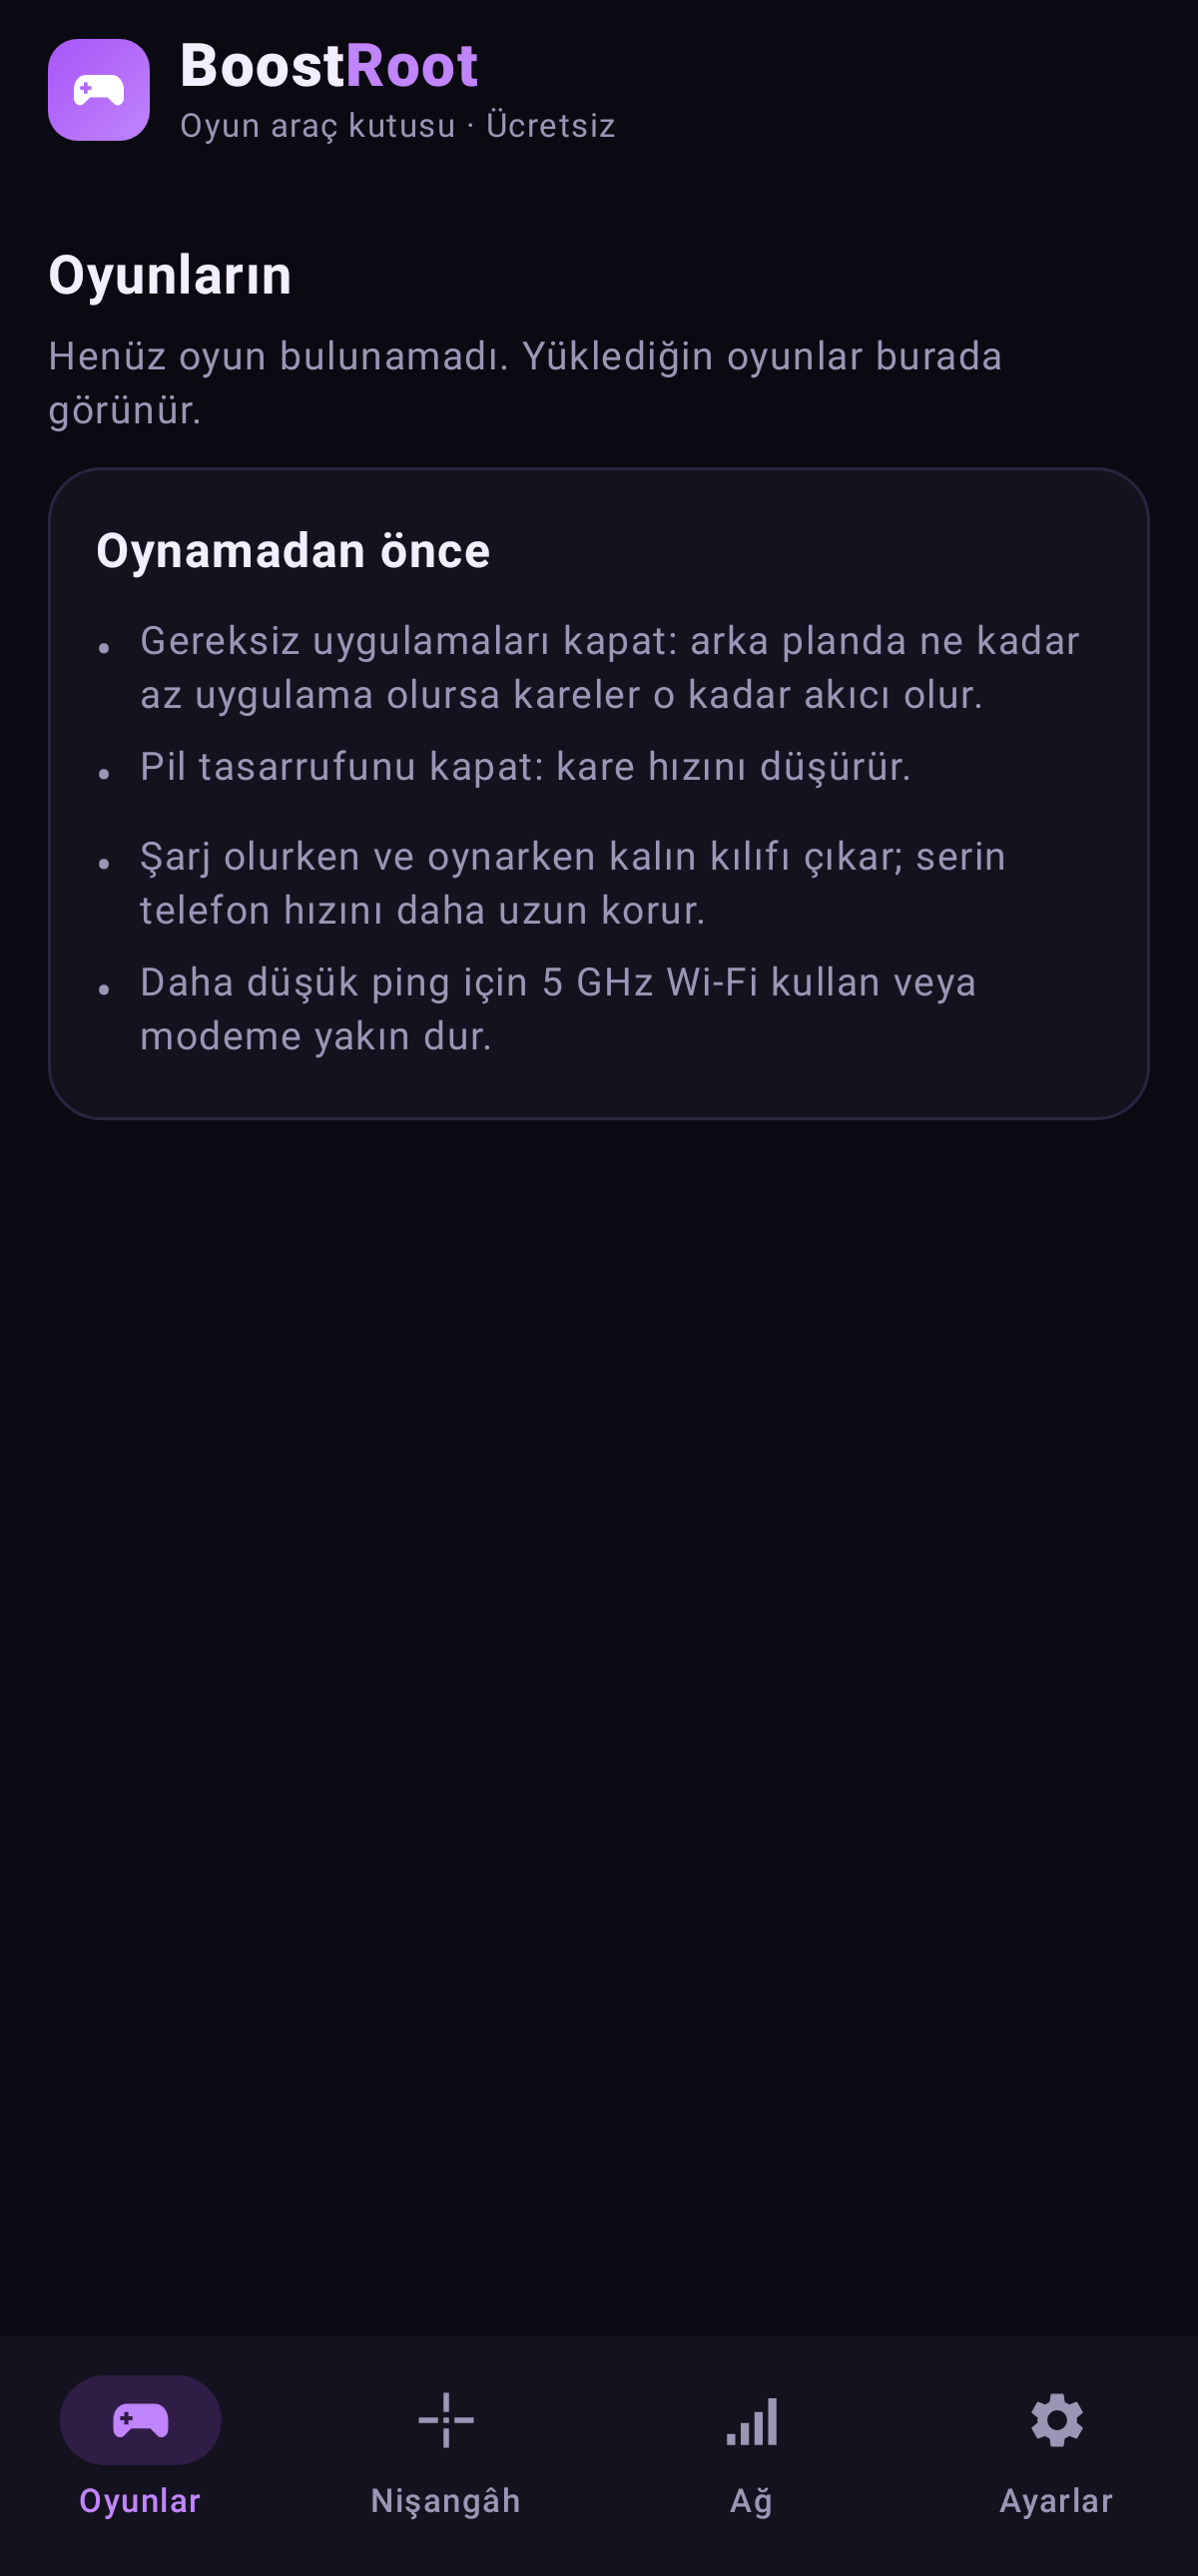 BoostRoot
Oyun araç kutusu · Ücretsiz
Oyunların
Henüz oyun bulunamadı. Yüklediğin oyunlar burada
görünür.
Oynamadan önce
• Gereksiz uygulamaları kapat: arka planda ne kadar
az uygulama olursa kareler o kadar akıcı olur.
• Pil tasarrufunu kapat: kare hızını düşürür.
• Şarj olurken ve oynarken kalın kılıfı çıkar; serin
telefon hızını daha uzun korur.
• Daha düşük ping için 5 GHz Wi-Fi kullan veya
modeme yakın dur.
Oyunlar
Nişangâh
Ağ
Ayarlar